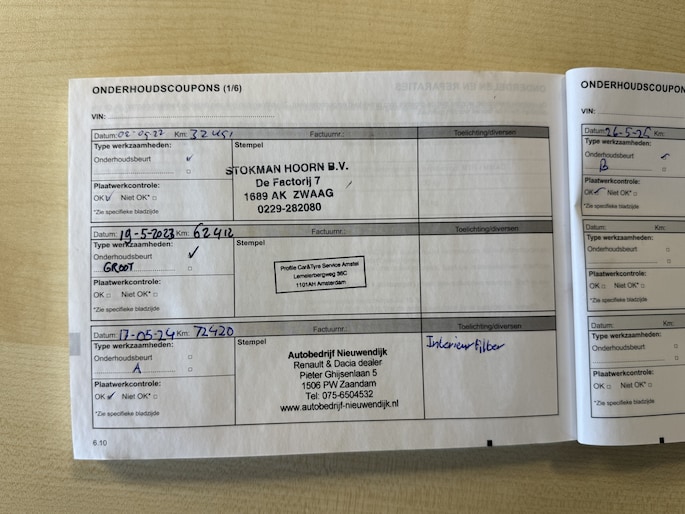 ONDERHOUDSCOUPONS (1/6)
VIN:
Datum: 02-05-22 Km: 32451 Factuurnr.: Toelichting/diversen
Type werkzaamheden: Stempel
Onderhoudsbeurt ✓
STOKMAN HOORN B.V.
De Factorij 7
1689 AK ZWAAG
0229-282080
Plaatwerkcontrole:
OK ✓ Niet OK*
*Zie specifieke bladzijde
Datum: 19-5-2023 Km: 62412 Factuurnr.: Toelichting/diversen
Type werkzaamheden: Stempel
Onderhoudsbeurt ✓
GROOT
Profile Car&Tyre Service Amstel
Lemelerbergweg 36C
1101AH Amsterdam
Plaatwerkcontrole:
OK Niet OK*
*Zie specifieke bladzijde
Datum: 17-05-24 Km: 72420 Factuurnr.: Toelichting/diversen
Type werkzaamheden: Stempel
Onderhoudsbeurt
A
Autobedrijf Nieuwendijk
Renault & Dacia dealer
Pieter Ghijsenlaan 5
1506 PW Zaandam
Tel: 075-6504532
www.autobedrijf-nieuwendijk.nl
Interieurfilber
Plaatwerkcontrole:
OK ✓ Niet OK*
*Zie specifieke bladzijde
6.10
ONDERHOUDSCOUPON
VIN:
Datum: 26-5-25 Km:
Type werkzaamheden:
Onderhoudsbeurt ✓
B
Plaatwerkcontrole:
OK ✓ Niet OK*
*Zie specifieke bladzijde
Datum: Km:
Type werkzaamheden:
Onderhoudsbeurt
Plaatwerkcontrole:
OK Niet OK*
*Zie specifieke bladzijde
Datum: Km:
Type werkzaamheden:
Onderhoudsbeurt
Plaatwerkcontrole:
OK Niet OK*
*Zie specifieke bladzijde